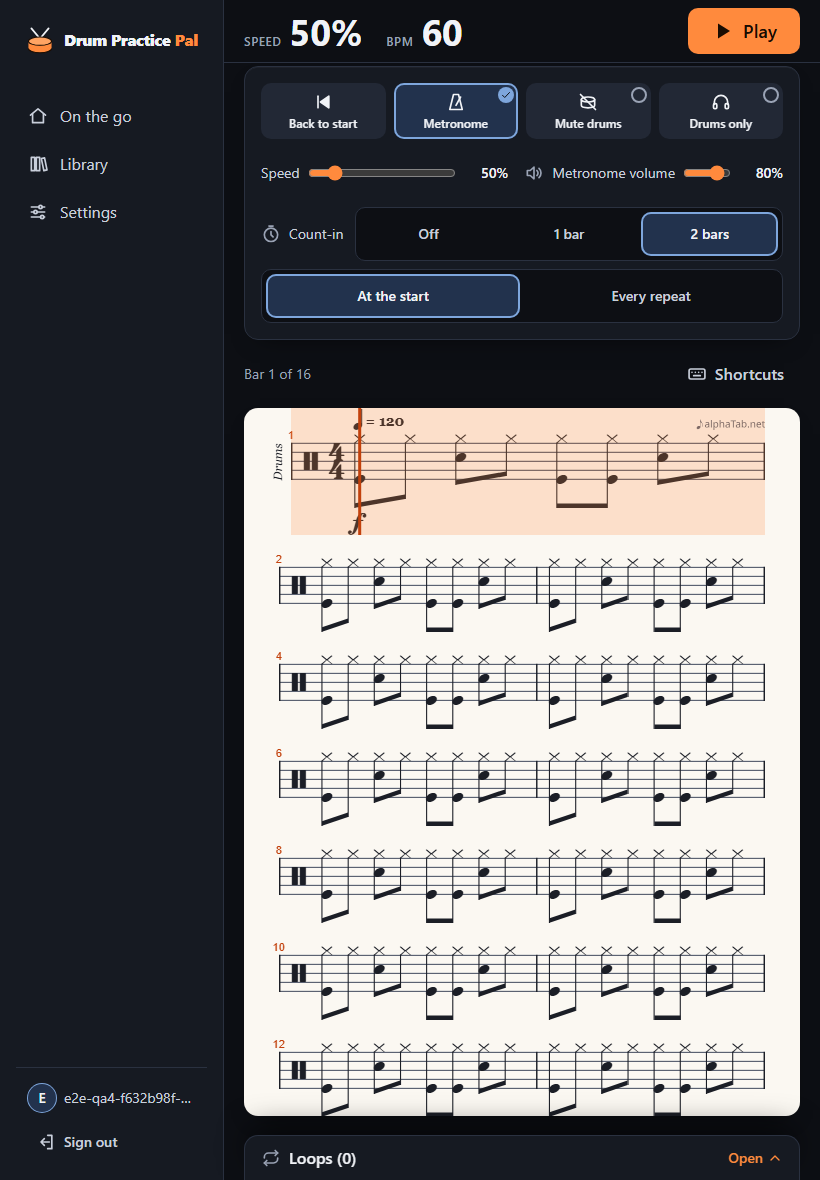 Drum Practice Pal
On the go
Library
Settings
e2e-qa4-f632b98f-...
E
Sign out
SPEED 50% BPM 60
Play
Back to start
Metronome
Mute drums
Drums only
Speed 50% Metronome volume 80%
Count-in Off 1 bar 2 bars
At the start Every repeat
Bar 1 of 16
Shortcuts
= 120
alphaTab.net
1
Drums
4
4
f
2
4
6
8
10
12
Loops (0)
Open